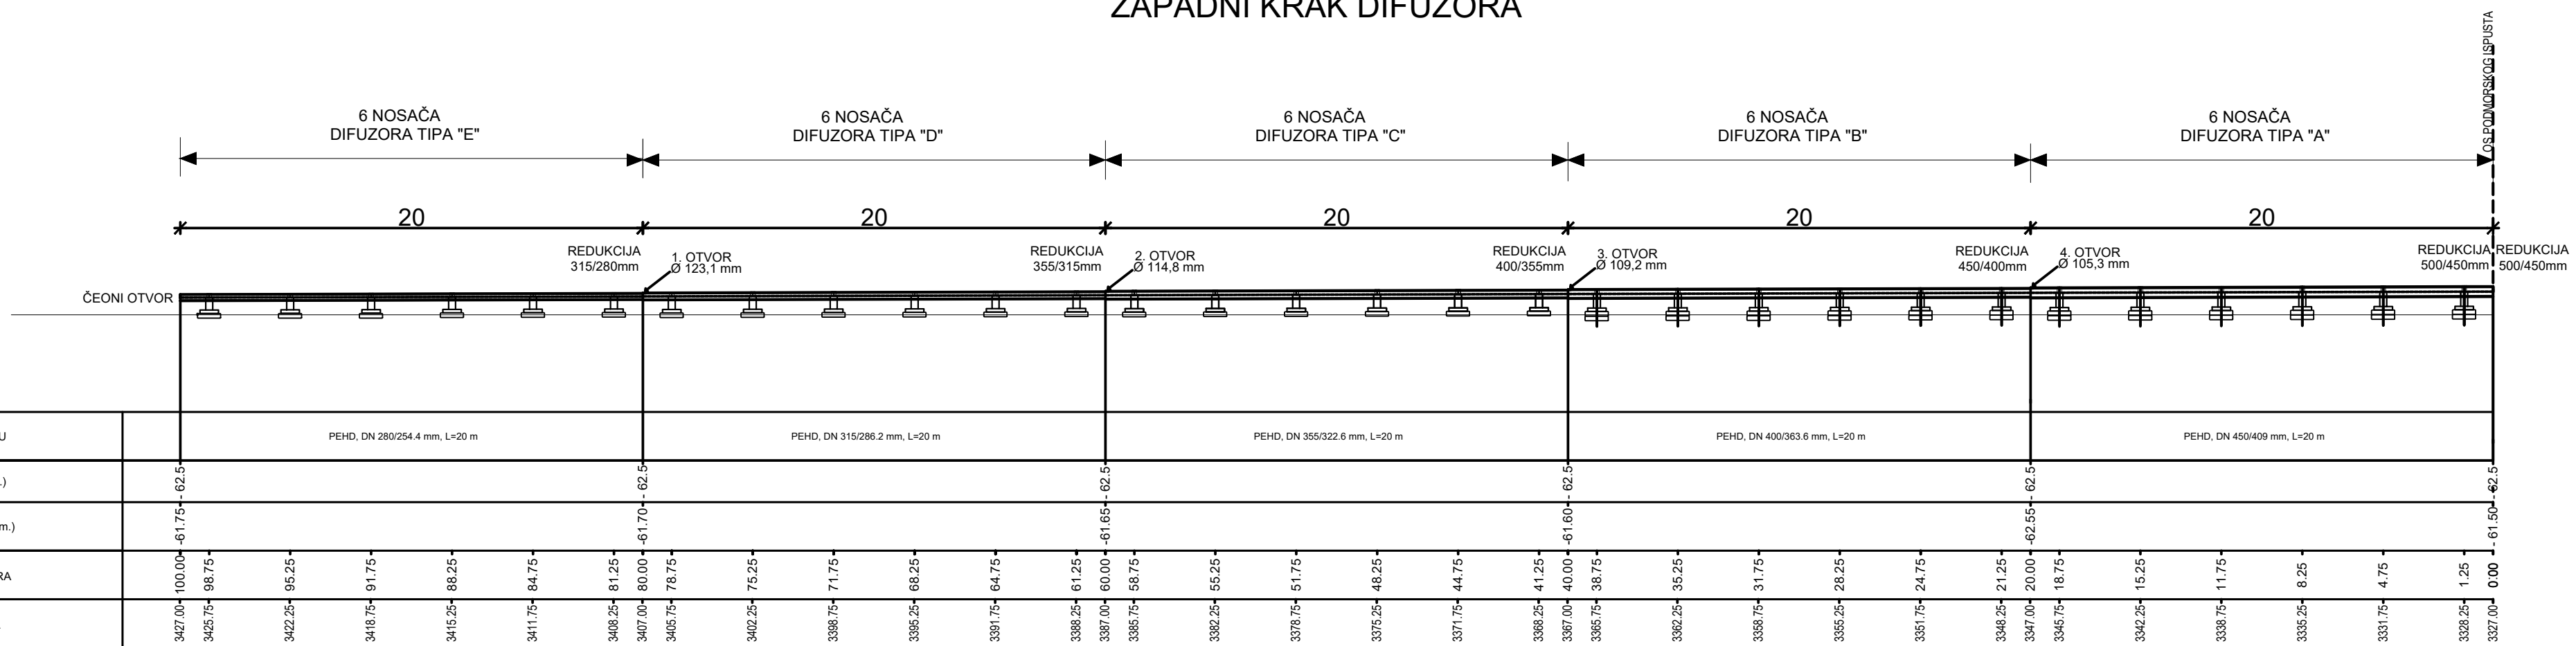 ZAPADNI KRAK DIFUZORA
OS PODMORSKOG ISPUSTA
6 NOSAČA
DIFUZORA TIPA "E"
6 NOSAČA
DIFUZORA TIPA "D"
6 NOSAČA
DIFUZORA TIPA "C"
6 NOSAČA
DIFUZORA TIPA "B"
6 NOSAČA
DIFUZORA TIPA "A"
20
20
20
20
20
REDUKCIJA
315/280mm
1. OTVOR
Ø 123,1 mm
REDUKCIJA
355/315mm
2. OTVOR
Ø 114,8 mm
REDUKCIJA
400/355mm
3. OTVOR
Ø 109,2 mm
REDUKCIJA
450/400mm
4. OTVOR
Ø 105,3 mm
REDUKCIJA
500/450mm
REDUKCIJA
500/450mm
ČEONI OTVOR
U
PEHD, DN 280/254.4 mm, L=20 m
PEHD, DN 315/286.2 mm, L=20 m
PEHD, DN 355/322.6 mm, L=20 m
PEHD, DN 400/363.6 mm, L=20 m
PEHD, DN 450/409 mm, L=20 m
.)
- 62.5
- 62.5
- 62.5
- 62.5
- 62.5
- 62.5
m.)
-61.75
-61.70
-61.65
-61.60
-62.55
- 61.50
RA
100.00
98.75
95.25
91.75
88.25
84.75
81.25
80.00
78.75
75.25
71.75
68.25
64.75
61.25
60.00
58.75
55.25
51.75
48.25
44.75
41.25
40.00
38.75
35.25
31.75
28.25
24.75
21.25
20.00
18.75
15.25
11.75
8.25
4.75
1.25
0.00
3427.00
3425.75
3422.25
3418.75
3415.25
3411.75
3408.25
3407.00
3405.75
3402.25
3398.75
3395.25
3391.75
3388.25
3387.00
3385.75
3382.25
3378.75
3375.25
3371.75
3368.25
3367.00
3365.75
3362.25
3358.75
3355.25
3351.75
3348.25
3347.00
3345.75
3342.25
3338.75
3335.25
3331.75
3328.25
3327.00